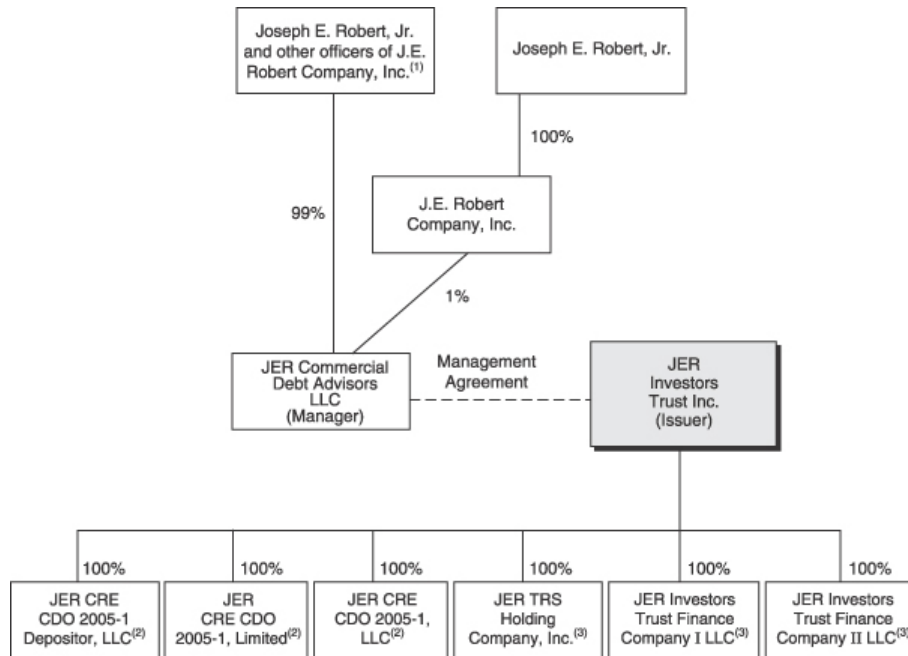 Joseph E. Robert, Jr.
and other officers of J.E.
Robert Company, Inc.(1)
Joseph E. Robert, Jr.
100%
J.E. Robert
Company, Inc.
99%
1%
JER Commercial
Debt Advisors
LLC
(Manager)
Management
Agreement
JER
Investors
Trust Inc.
(Issuer)
100%
100%
100%
100%
100%
100%
JER CRE
CDO 2005-1
Depositor, LLC(2)
JER
CRE CDO
2005-1, Limited(2)
JER CRE
CDO 2005-1,
LLC(2)
JER TRS
Holding
Company, Inc.(3)
JER Investors
Trust Finance
Company I LLC(3)
JER Investors
Trust Finance
Company II LLC(3)